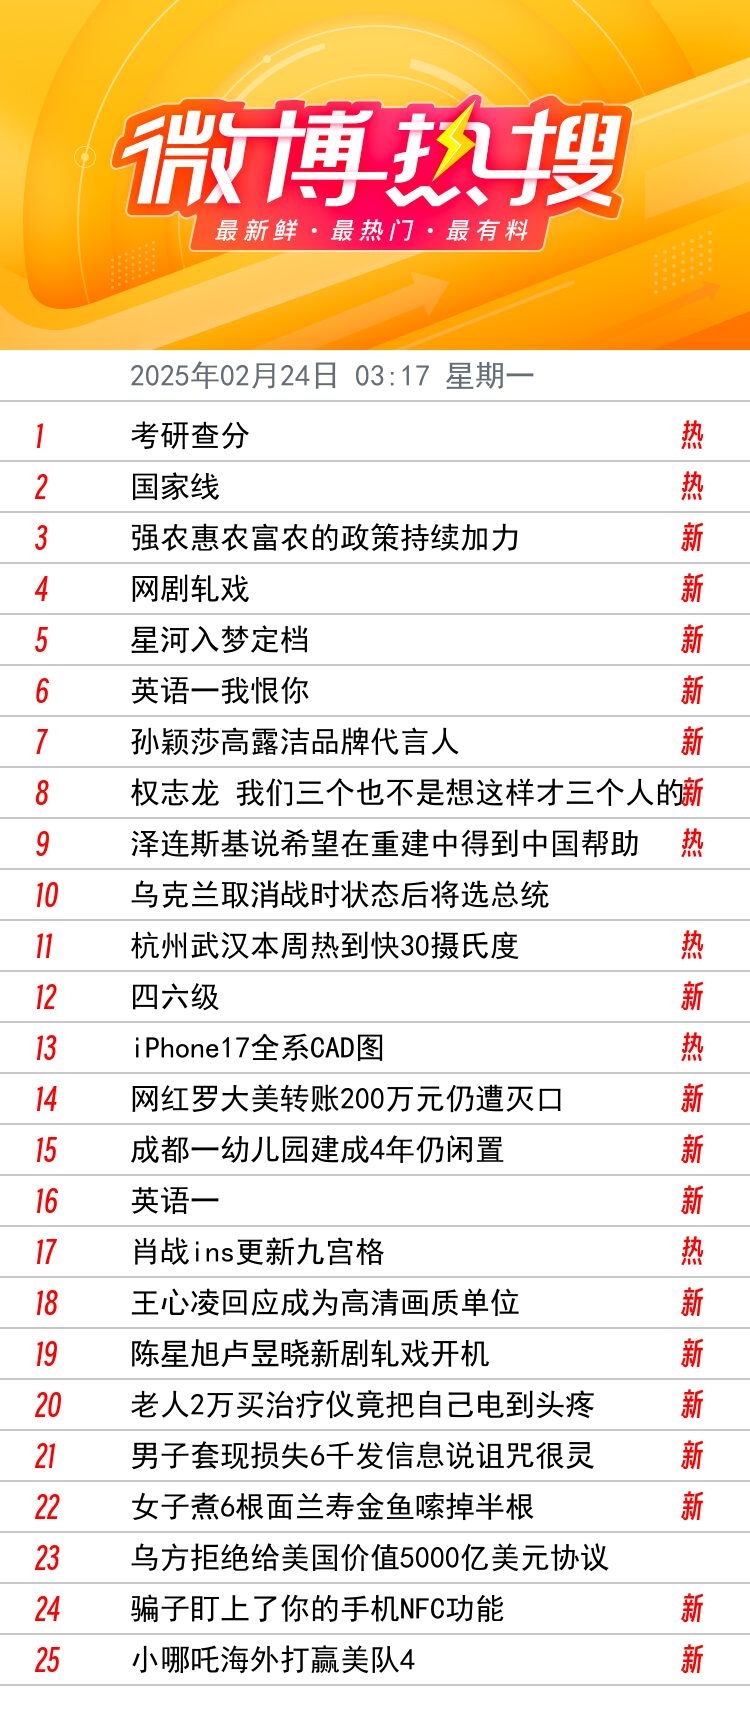 微博热搜
最新鲜·最热门·最有料
2025年02月24日 03:17 星期一
1 考研查分 热
2 国家线 热
3 强农惠农富农的政策持续加力 新
4 网剧轧戏 新
5 星河入梦定档 新
6 英语一我恨你 新
7 孙颖莎高露洁品牌代言人 新
8 权志龙 我们三个也不是想这样才三个人的 新
9 泽连斯基说希望在重建中得到中国帮助 热
10 乌克兰取消战时状态后将选总统
11 杭州武汉本周热到快30摄氏度 热
12 四六级 新
13 iPhone17全系CAD图 热
14 网红罗大美转账200万元仍遭灭口 新
15 成都一幼儿园建成4年仍闲置 新
16 英语一 新
17 肖战ins更新九宫格 热
18 王心凌回应成为高清画质单位 新
19 陈星旭卢昱晓新剧轧戏开机 新
20 老人2万买治疗仪竟把自己电到头疼 新
21 男子套现损失6千发信息说诅咒很灵 新
22 女子煮6根面兰寿金鱼嗦掉半根 新
23 乌方拒绝给美国价值5000亿美元协议
24 骗子盯上了你的手机NFC功能 新
25 小哪吒海外打赢美队4 新